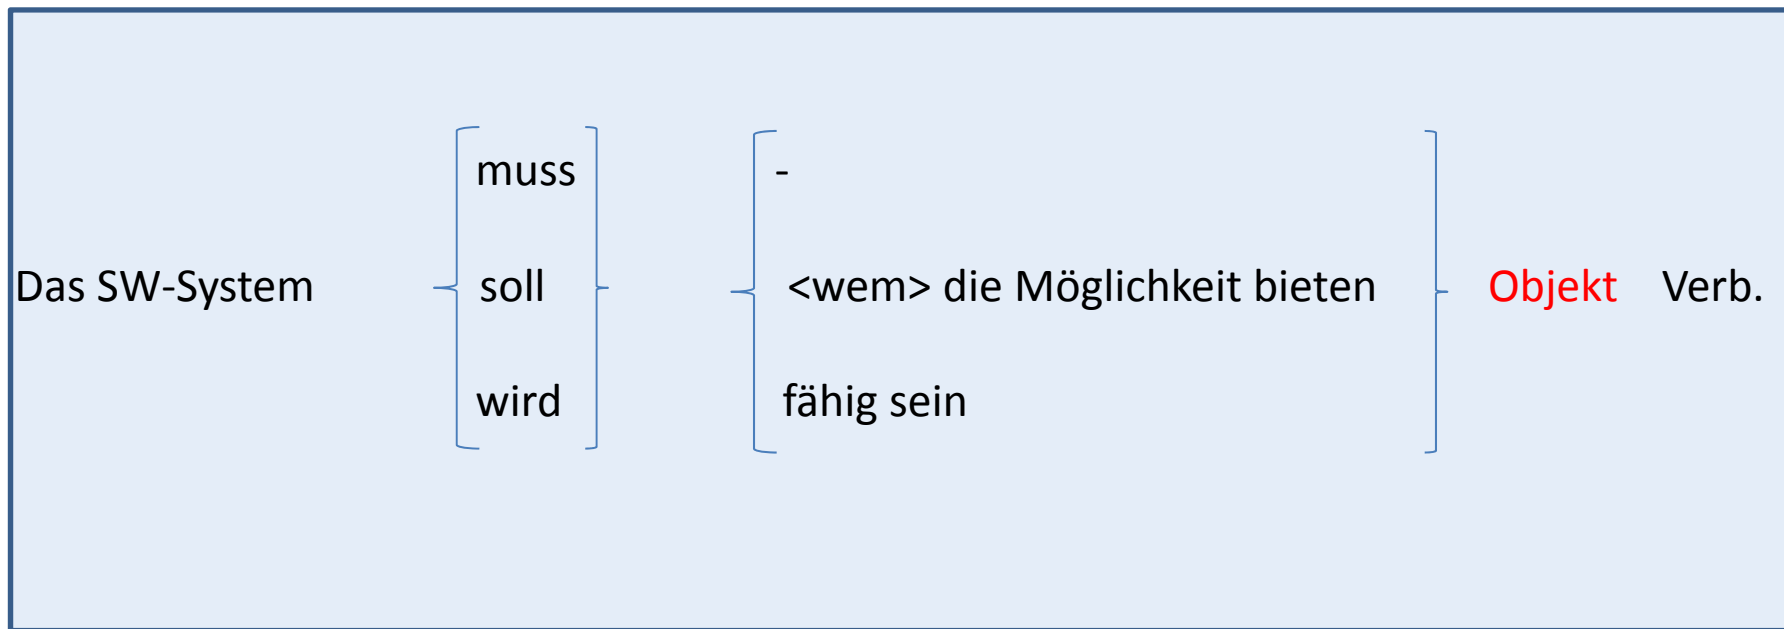 muss -
Das SW-System soll <wem> die Möglichkeit bieten Objekt Verb.
wird fähig sein